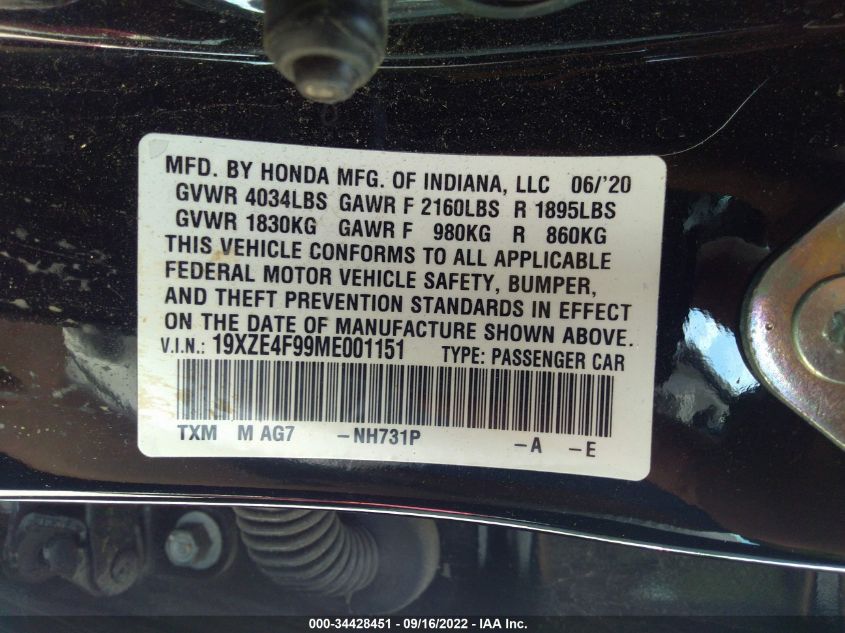 MFD. BY HONDA MFG. OF INDIANA, LLC 06/'20
GVWR 4034LBS GAWR F 2160LBS R 1895LBS
GVWR 1830KG GAWR F 980KG R 860KG
THIS VEHICLE CONFORMS TO ALL APPLICABLE
FEDERAL MOTOR VEHICLE SAFETY, BUMPER,
AND THEFT PREVENTION STANDARDS IN EFFECT
ON THE DATE OF MANUFACTURE SHOWN ABOVE.
V.I.N.: 19XZE4F99ME001151 TYPE: PASSENGER CAR
TXM M AG7 -NH731P -A -E
000-34428451 / 09/16/2022 - IAA Inc.